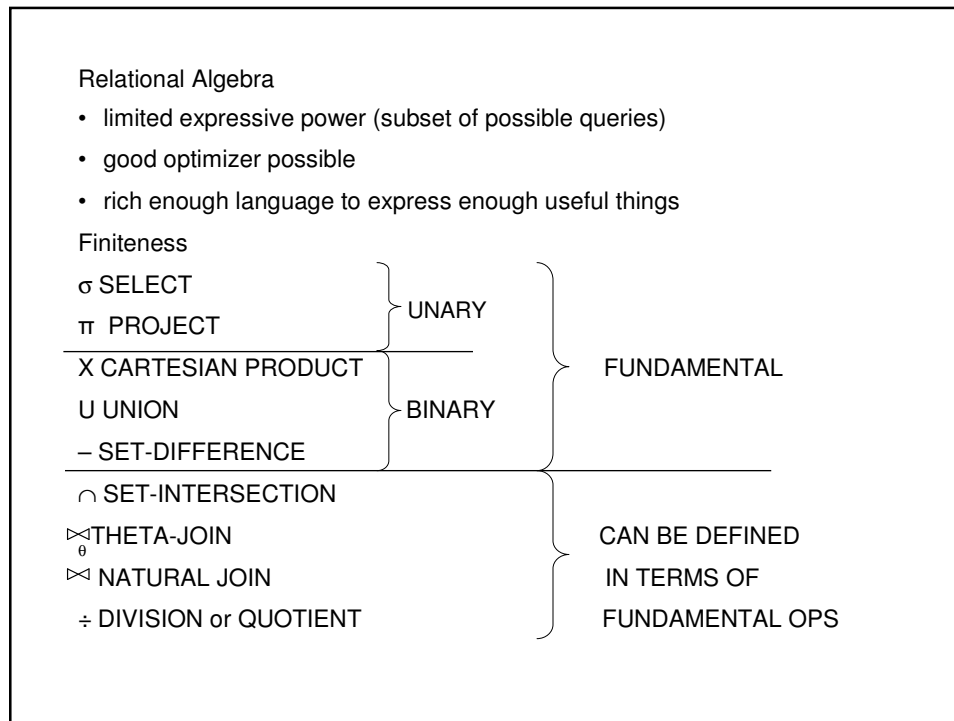 Relational Algebra
• limited expressive power (subset of possible queries)
• good optimizer possible
• rich enough language to express enough useful things
Finiteness
σ SELECT
π PROJECT
UNARY
X CARTESIAN PRODUCT
U UNION
– SET-DIFFERENCE
BINARY
FUNDAMENTAL
∩ SET-INTERSECTION
⋈θ THETA-JOIN
⋈ NATURAL JOIN
÷ DIVISION or QUOTIENT
CAN BE DEFINED
IN TERMS OF
FUNDAMENTAL OPS